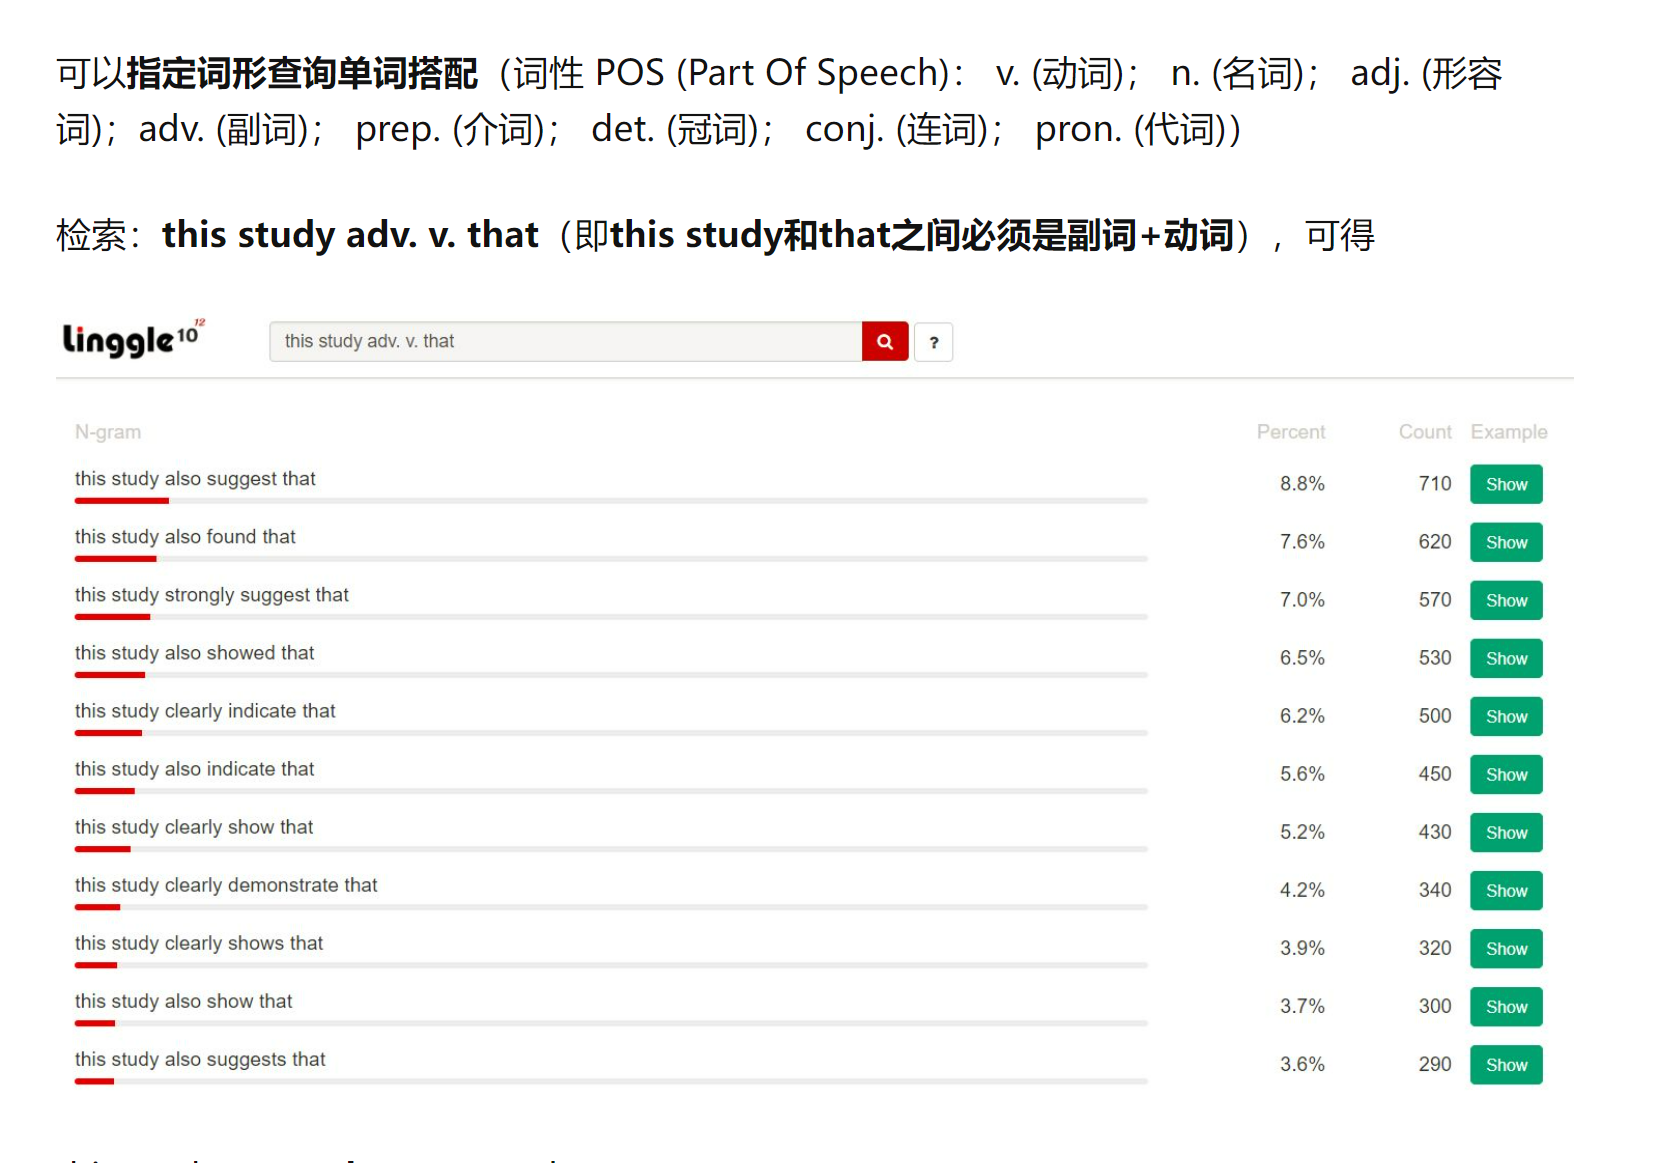 可以指定词形查询单词搭配（词性 POS (Part Of Speech)： v. (动词)； n. (名词)； adj. (形容
词)；adv. (副词)； prep. (介词)； det. (冠词)； conj. (连词)； pron. (代词)）
检索：this study adv. v. that（即this study和that之间必须是副词+动词），可得
Linggle 10 12 this study adv. v. that ?
N-gram Percent Count Example
this study also suggest that 8.8% 710 Show
this study also found that 7.6% 620 Show
this study strongly suggest that 7.0% 570 Show
this study also showed that 6.5% 530 Show
this study clearly indicate that 6.2% 500 Show
this study also indicate that 5.6% 450 Show
this study clearly show that 5.2% 430 Show
this study clearly demonstrate that 4.2% 340 Show
this study clearly shows that 3.9% 320 Show
this study also show that 3.7% 300 Show
this study also suggests that 3.6% 290 Show